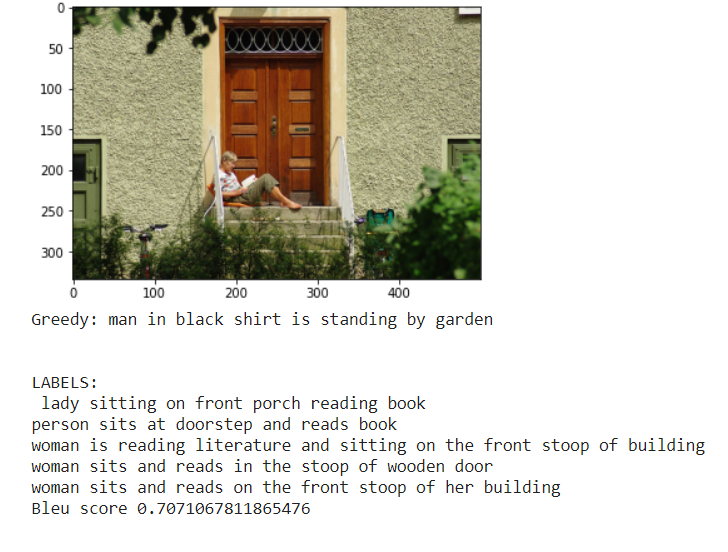 0
50
100
150
200
250
300
0 100 200 300 400
Greedy: man in black shirt is standing by garden
LABELS:
lady sitting on front porch reading book
person sits at doorstep and reads book
woman is reading literature and sitting on the front stoop of building
woman sits and reads in the stoop of wooden door
woman sits and reads on the front stoop of her building
Bleu score 0.7071067811865476